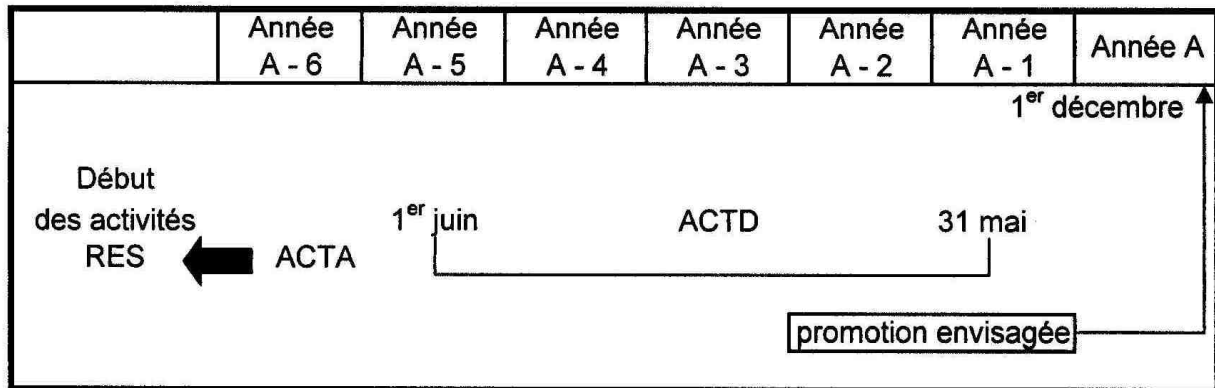 Année A - 6 Année A - 5 Année A - 4 Année A - 3 Année A - 2 Année A - 1 Année A
1er décembre
Début
des activités
RES
ACTA
1er juin
ACTD
31 mai
promotion envisagée